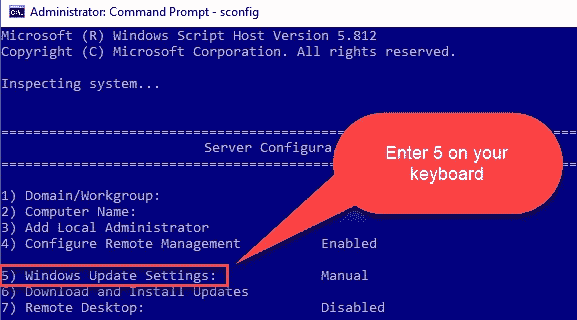 Administrator: Command Prompt - sconfig
Microsoft (R) Windows Script Host Version 5.812
Copyright (C) Microsoft Corporation. All rights reserved.
Inspecting system...
===============================================
Server Configura
===============================================
Enter 5 on your
keyboard
1) Domain/Workgroup:
2) Computer Name:
3) Add Local Administrator
4) Configure Remote Management Enabled
5) Windows Update Settings: Manual
6) Download and Install Updates
7) Remote Desktop: Disabled